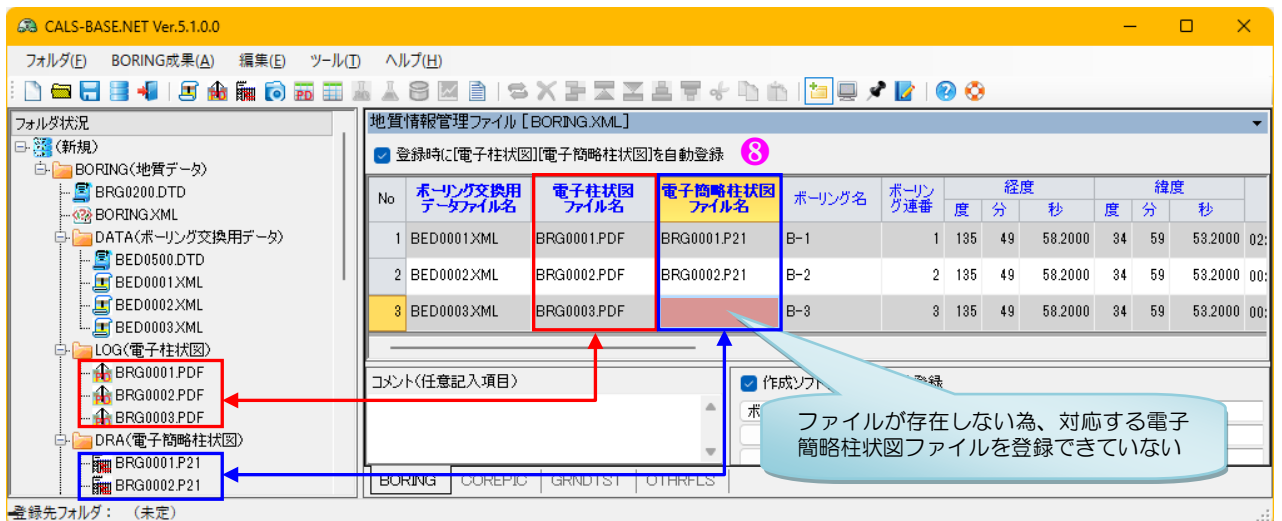 CALS-BASE.NET Ver.5.1.0.0
フォルダ(F) BORING成果(A) 編集(E) ツール(T) ヘルプ(H)
フォルダ状況
(新規)
BORING(地質データ)
BRG0200.DTD
BORING.XML
DATA(ボーリング交換用データ)
BED0500.DTD
BED0001.XML
BED0002.XML
BED0003.XML
LOG(電子柱状図)
BRG0001.PDF
BRG0002.PDF
BRG0003.PDF
DRA(電子簡略柱状図)
BRG0001.P21
BRG0002.P21
地質情報管理ファイル [BORING.XML]
登録時に[電子柱状図][電子簡略柱状図]を自動登録 8
No ボーリング交換用データファイル名 電子柱状図ファイル名 電子簡略柱状図ファイル名 ボーリング名 ボーリング連番 経度 緯度
度 分 秒 度 分 秒
1 BED0001.XML BRG0001.PDF BRG0001.P21 B-1 1 135 49 58.2000 34 59 53.2000 02:
2 BED0002.XML BRG0002.PDF BRG0002.P21 B-2 2 135 49 58.2000 34 59 53.2000 00:
3 BED0003.XML BRG0003.PDF B-3 3 135 49 58.2000 34 59 53.2000 00:
コメント(任意記入項目)
作成ソフト 登録
ファイルが存在しない為、対応する電子
簡略柱状図ファイルを登録できていない
BORING COREPIC GRNDTST OTHRFLS
登録先フォルダ: (未定)